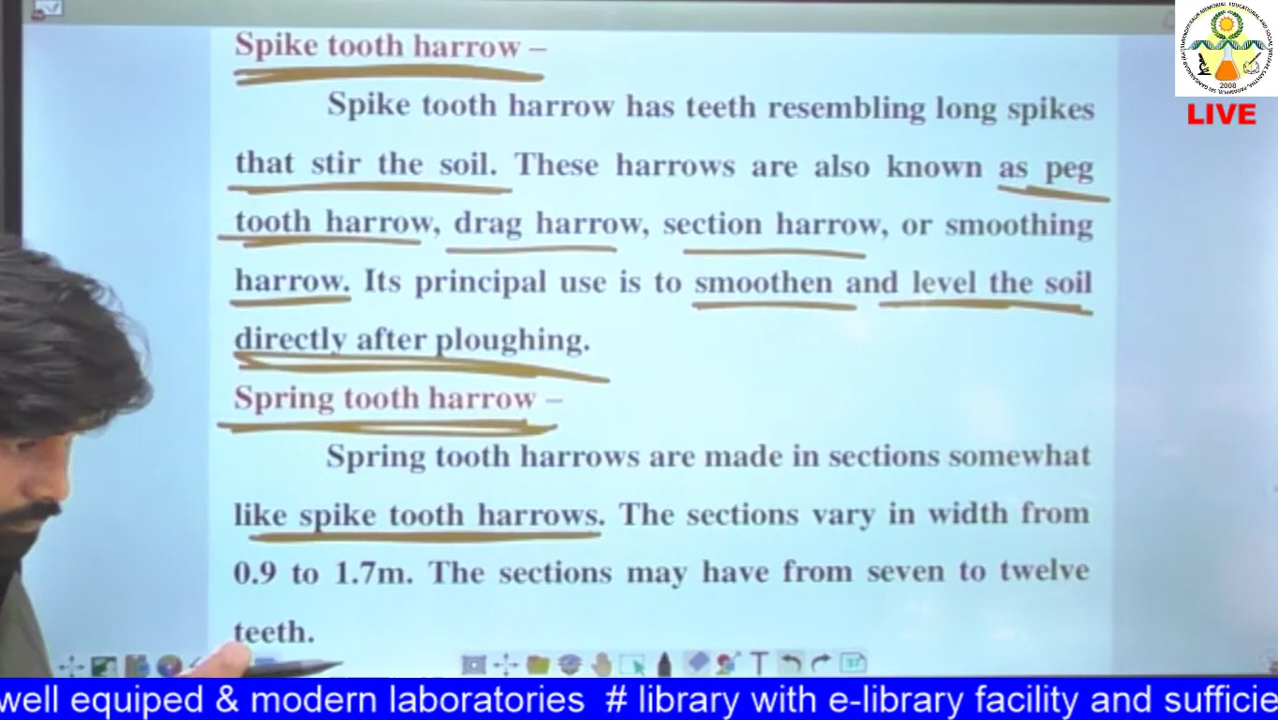 Spike tooth harrow –
Spike tooth harrow has teeth resembling long spikes
that stir the soil. These harrows are also known as peg
tooth harrow, drag harrow, section harrow, or smoothing
harrow. Its principal use is to smoothen and level the soil
directly after ploughing.
Spring tooth harrow –
Spring tooth harrows are made in sections somewhat
like spike tooth harrows. The sections vary in width from
0.9 to 1.7m. The sections may have from seven to twelve
teeth.
2008
LIVE
well equiped & modern laboratories # library with e-library facility and sufficie